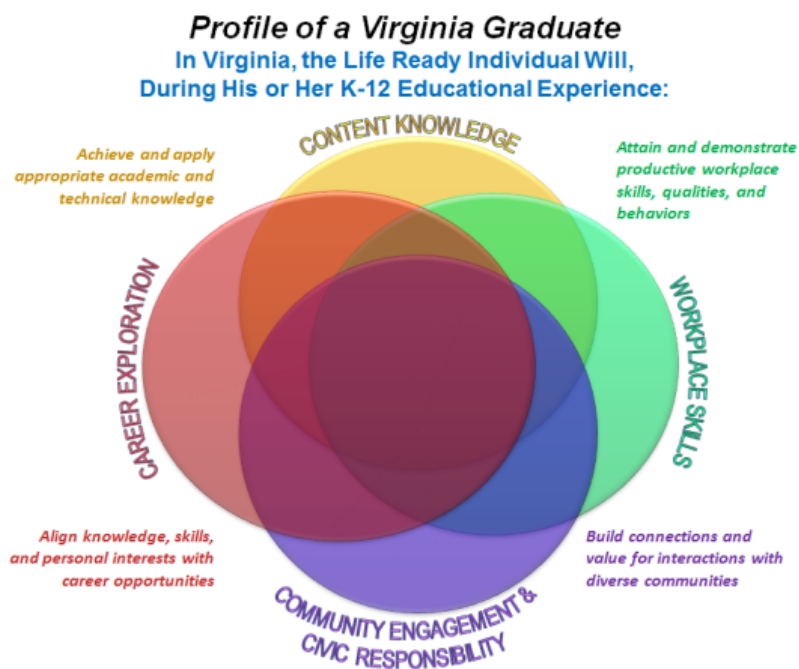 Profile of a Virginia Graduate
In Virginia, the Life Ready Individual Will,
During His or Her K-12 Educational Experience:
CONTENT KNOWLEDGE
Achieve and apply
appropriate academic and
technical knowledge
Attain and demonstrate
productive workplace
skills, qualities, and
behaviors
CAREER EXPLORATION
WORKPLACE SKILLS
Align knowledge, skills,
and personal interests with
career opportunities
Build connections and
value for interactions with
diverse communities
COMMUNITY ENGAGEMENT &
CIVIC RESPONSIBILITY